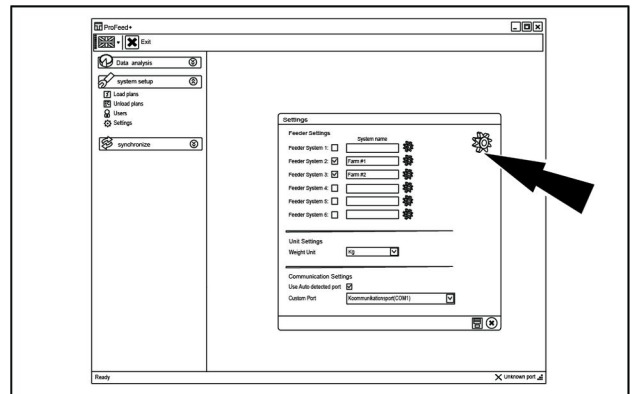 ProFeed+
Exit
Data analysis
system setup
Load plans
Unload plans
Users
Settings
synchronize
Settings
Feeder Settings
System name
Feeder System 1:
Feeder System 2: Farm #1
Feeder System 3: Farm #2
Feeder System 4:
Feeder System 5:
Feeder System 6:
Unit Settings
Weight Unit Kg
Communication Settings
Use Auto detected port
Custom Port Koommunikationsport(COM1)
Ready Unknown port